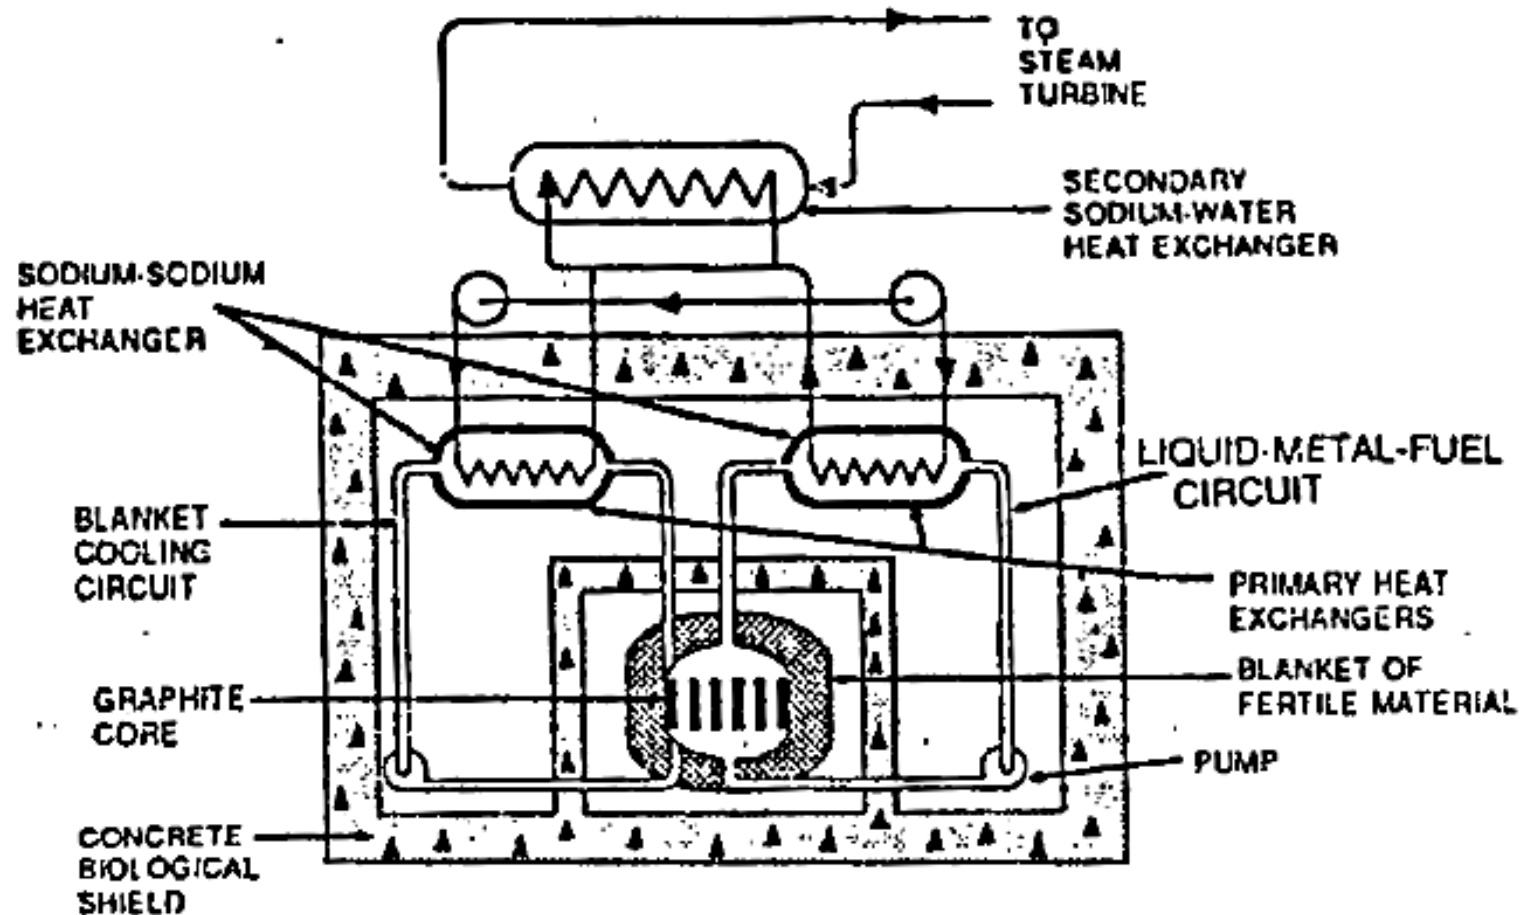 TO
STEAM
TURBINE
SECONDARY
SODIUM-WATER
HEAT EXCHANGER
SODIUM-SODIUM
HEAT
EXCHANGER
LIQUID-METAL-FUEL
CIRCUIT
BLANKET
COOLING
CIRCUIT
PRIMARY HEAT
EXCHANGERS
BLANKET OF
FERTILE MATERIAL
GRAPHITE
CORE
PUMP
CONCRETE
BIOLOGICAL
SHIELD